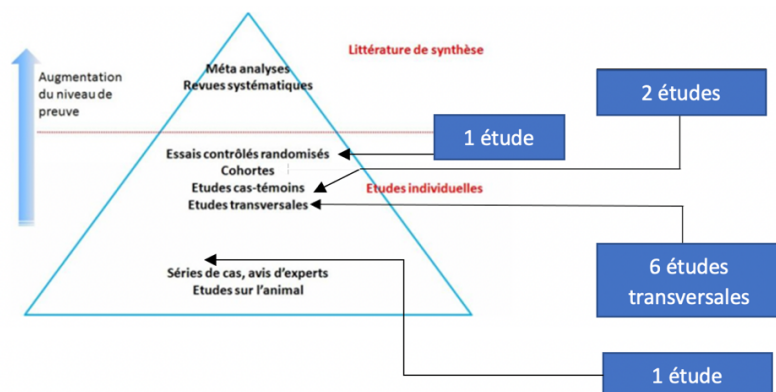 Littérature de synthèse
Méta analyses
Revues systématiques
Augmentation
du niveau de
preuve
2 études
1 étude
Essais contrôlés randomisés
Cohortes
Etudes cas-témoins
Etudes individuelles
Etudes transversales
6 études
transversales
Séries de cas, avis d'experts
Etudes sur l'animal
1 étude